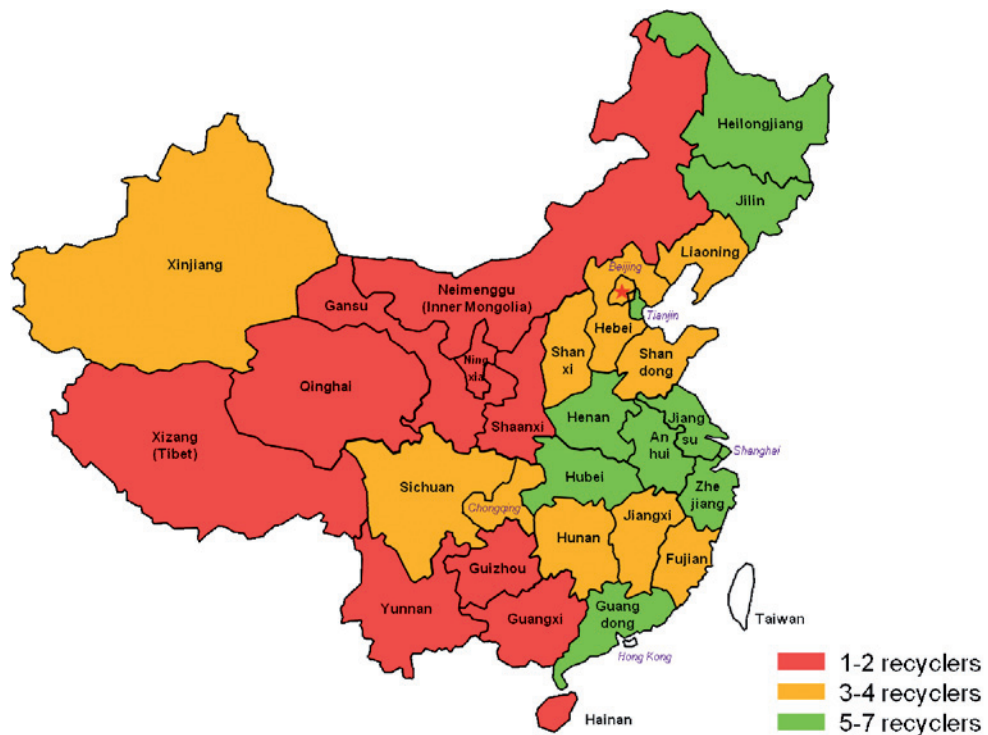 Heilongjiang
Jilin
Liaoning
Xinjiang
Beijing
Neimenggu
(Inner Mongolia)
Gansu
Tianjin
Hebei
Shan
xi
Shan
dong
Ning
xia
Qinghai
Shaanxi
Henan
Jiang
su
Xizang
(Tibet)
An
hui
Shanghai
Hubei
Sichuan
Zhe
jiang
Chongqing
Jiangxi
Hunan
Fujian
Guizhou
Yunnan
Guangxi
Guang
dong
Taiwan
Hong Kong
Hainan
1-2 recyclers
3-4 recyclers
5-7 recyclers